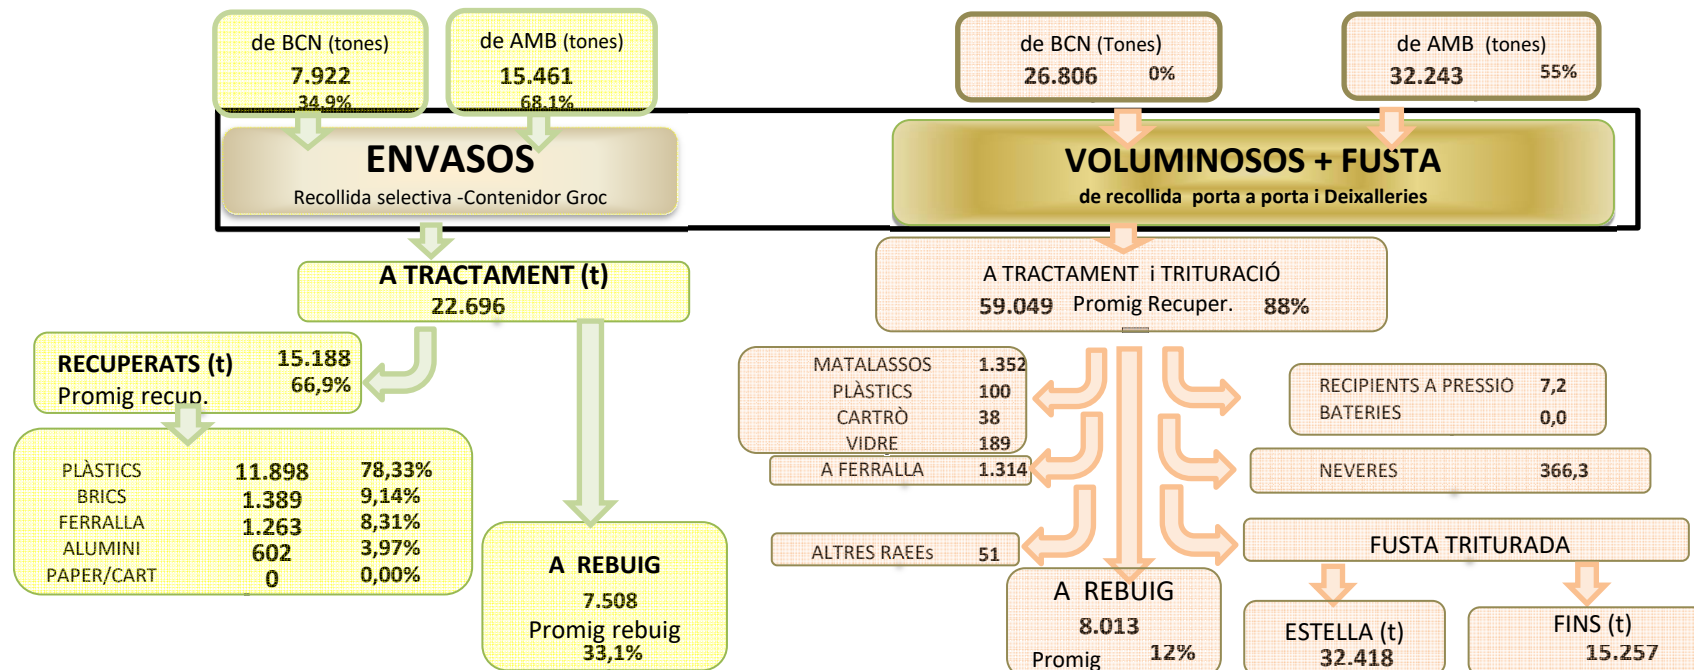 de BCN (tones)
7.922
34,9%
de AMB (tones)
15.461
68,1%
de BCN (Tones)
26.806 0%
de AMB (tones)
32.243 55%
ENVASOS
Recollida selectiva -Contenidor Groc
VOLUMINOSOS + FUSTA
de recollida porta a porta i Deixalleries
A TRACTAMENT (t)
22.696
A TRACTAMENT i TRITURACIÓ
59.049 Promig Recuper. 88%
RECUPERATS (t) 15.188
Promig recup. 66,9%
PLÀSTICS 11.898 78,33%
BRICS 1.389 9,14%
FERRALLA 1.263 8,31%
ALUMINI 602 3,97%
PAPER/CART 0 0,00%
A REBUIG
7.508
Promig rebuig
33,1%
MATALASSOS 1.352
PLÀSTICS 100
CARTRÒ 38
VIDRE 189
A FERRALLA 1.314
ALTRES RAEEs 51
RECIPIENTS A PRESSIO 7,2
BATERIES 0,0
NEVERES 366,3
FUSTA TRITURADA
A REBUIG
8.013
Promig 12%
ESTELLA (t)
32.418
FINS (t)
15.257